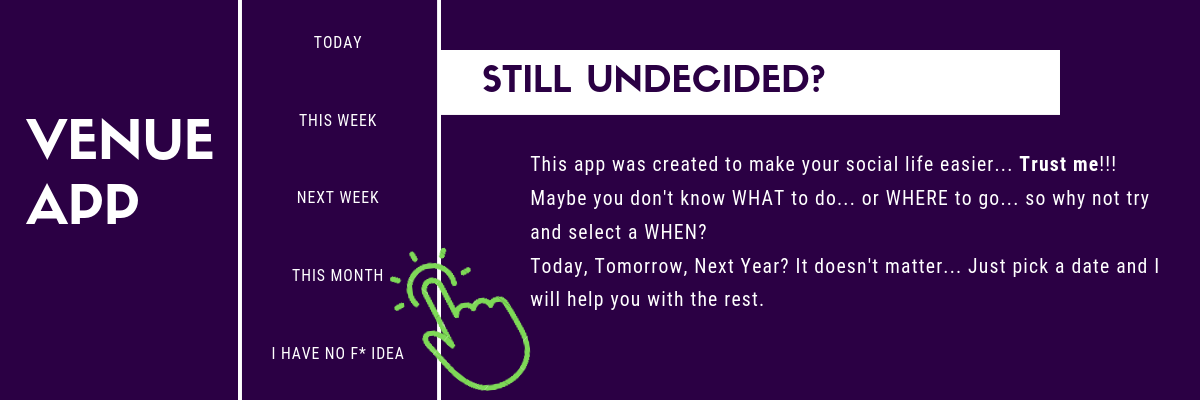 VENUE
APP
TODAY
THIS WEEK
NEXT WEEK
THIS MONTH
I HAVE NO F* IDEA
STILL UNDECIDED?
This app was created to make your social life easier... Trust me!!!
Maybe you don't know WHAT to do... or WHERE to go... so why not try
and select a WHEN?
Today, Tomorrow, Next Year? It doesn't matter... Just pick a date and I
will help you with the rest.